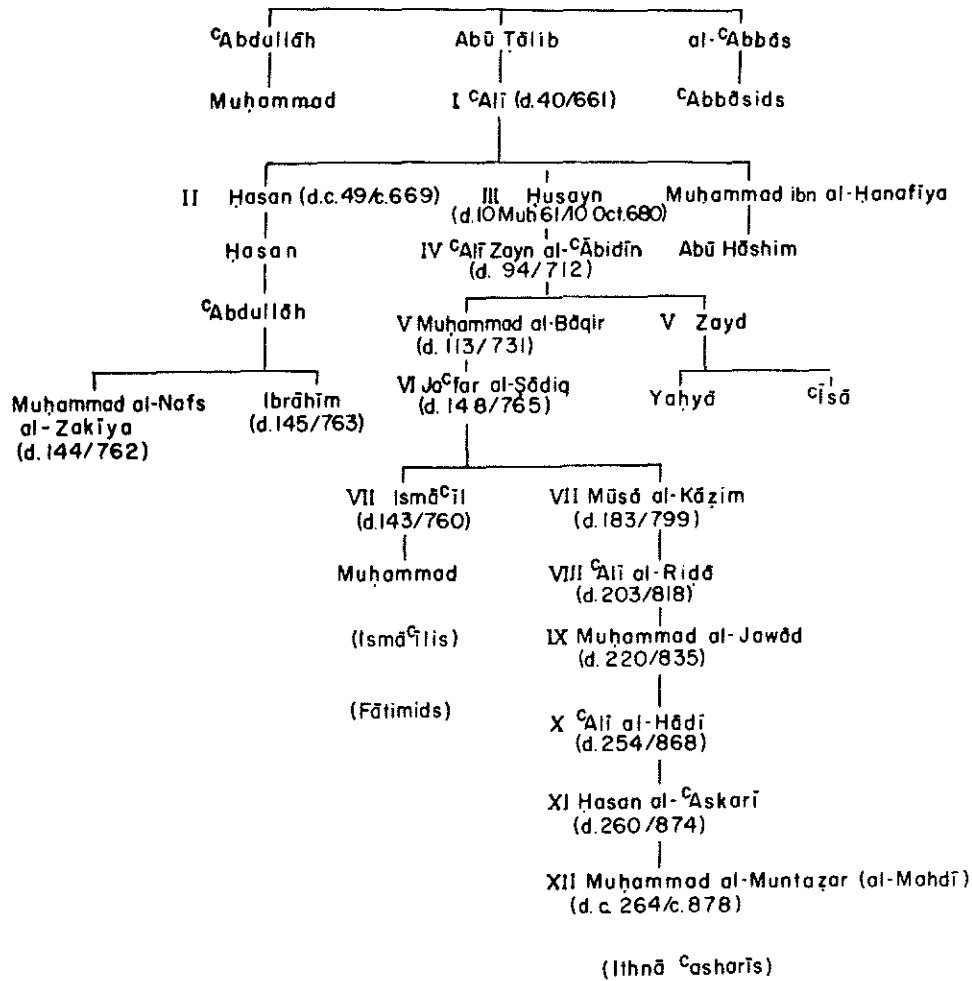 ᶜAbdullāh Abū Ṭālib al-ᶜAbbās
Muḥammad I ᶜAlī (d. 40/661) ᶜAbbāsids
II Ḥasan (d.c. 49/c.669) III Ḥusayn Muḥammad ibn al-Ḥanafīya
(d. 10 Muḥ 61/10 Oct. 680)
Ḥasan IV ᶜAlī Zayn al-ᶜĀbidīn Abū Hāshim
(d. 94/712)
ᶜAbdullāh V Muḥammad al-Bāqir V Zayd
(d. 113/731)
Muḥammad al-Nafs Ibrāhīm VI Jaᶜfar al-Ṣādiq Yaḥyā ᶜĪsā
al-Zakīya (d. 145/763) (d. 148/765)
(d. 144/762)
VII Ismāᶜīl VII Mūsā al-Kāẓim
(d. 143/760) (d. 183/799)
Muḥammad VIII ᶜAlī al-Riḍā
(d. 203/818)
(Ismāᶜīlis) IX Muḥammad al-Jawād
(d. 220/835)
(Fātimids) X ᶜAlī al-Hādī
(d. 254/868)
XI Ḥasan al-ᶜAskarī
(d. 260/874)
XII Muḥammad al-Muntaẓar (al-Mahdī)
(d. c. 264/c. 878)
(Ithnā ᶜasharīs)